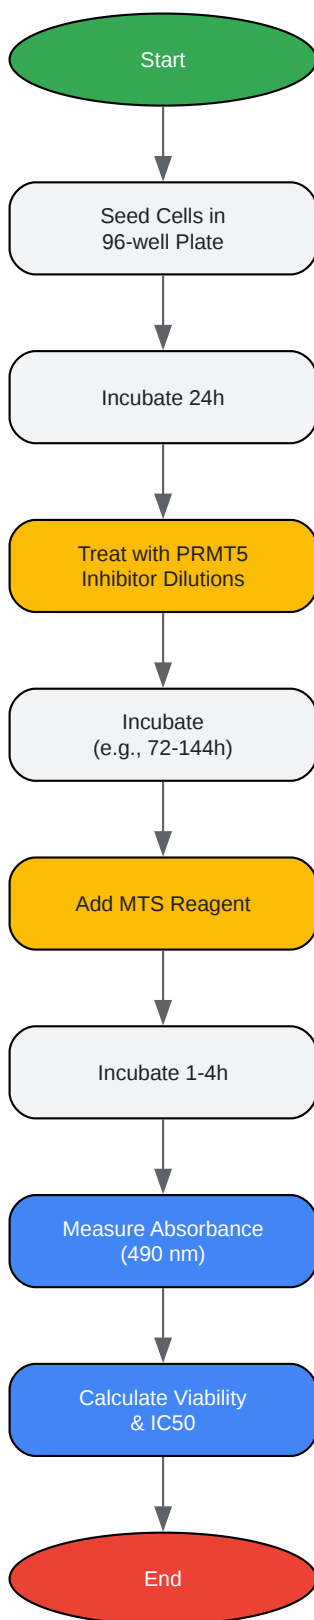 Start
Seed Cells in
96-well Plate
Incubate 24h
Treat with PRMT5
Inhibitor Dilutions
Incubate
(e.g., 72-144h)
Add MTS Reagent
Incubate 1-4h
Measure Absorbance
(490 nm)
Calculate Viability
& IC50
End